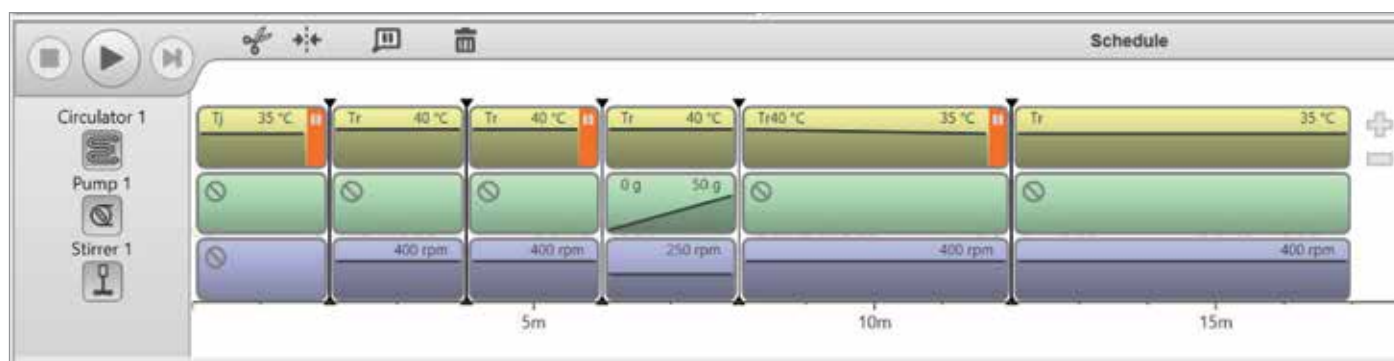 Schedule
Circulator 1
Tj 35 °C Tr 40 °C Tr 40 °C Tr 40 °C Tr40 °C 35 °C Tr 35 °C
Pump 1
0 g 50 g
Stirrer 1
400 rpm 400 rpm 250 rpm 400 rpm 400 rpm
5m 10m 15m